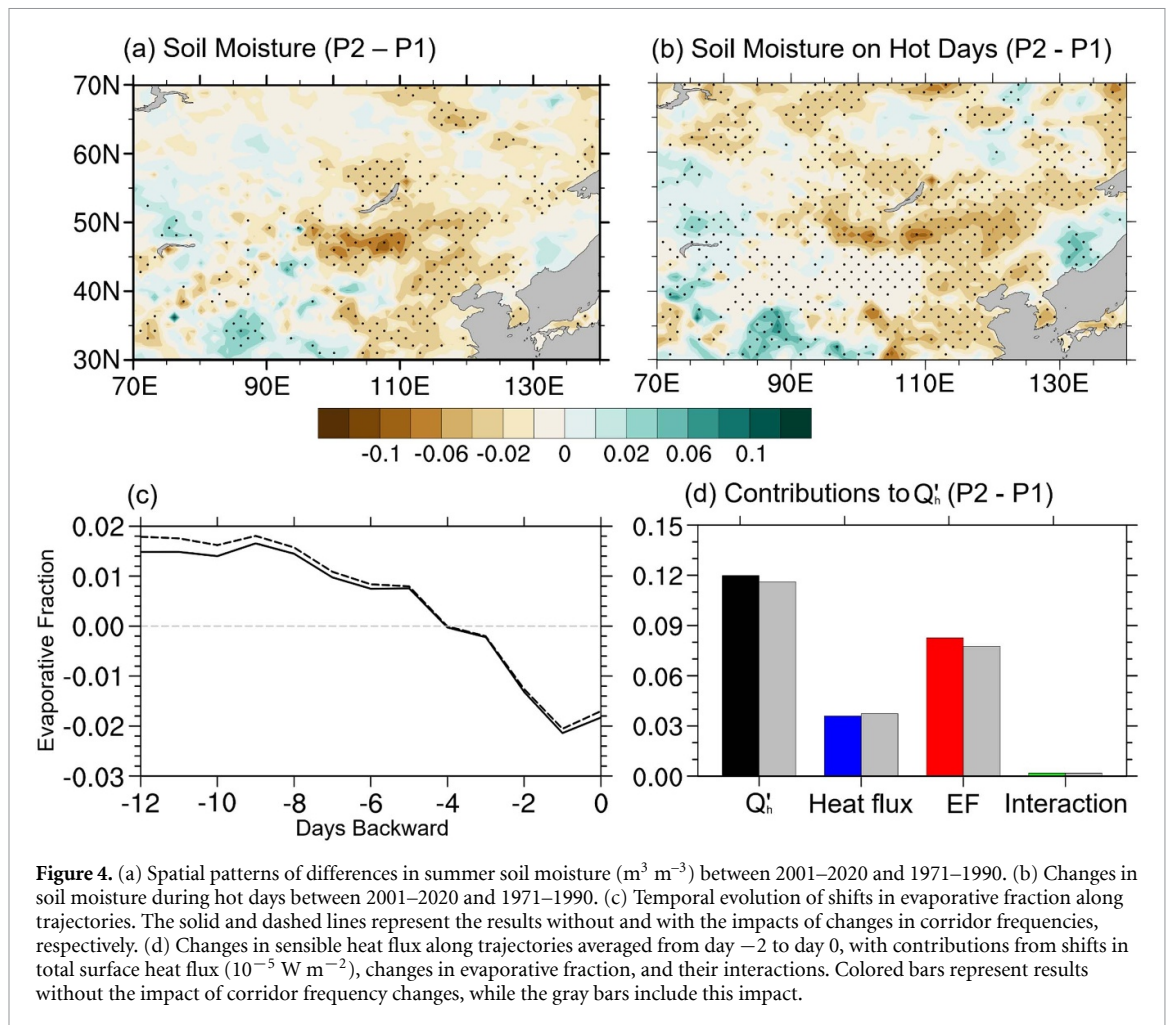 (a) Soil Moisture (P2 – P1)
(b) Soil Moisture on Hot Days (P2 - P1)
70N
60N
50N
40N
30N
70E 90E 110E 130E
70E 90E 110E 130E
-0.1 -0.06 -0.02 0 0.02 0.06 0.1
(c)
(d) Contributions to Q'h (P2 - P1)
Evaporative Fraction
0.02
0.01
0.00
-0.01
-0.02
-0.03
-12 -10 -8 -6 -4 -2 0
Days Backward
0.15
0.12
0.09
0.06
0.03
0.00
Q'h Heat flux EF Interaction
Figure 4. (a) Spatial patterns of differences in summer soil moisture (m³ m⁻³) between 2001–2020 and 1971–1990. (b) Changes in
soil moisture during hot days between 2001–2020 and 1971–1990. (c) Temporal evolution of shifts in evaporative fraction along
trajectories. The solid and dashed lines represent the results without and with the impacts of changes in corridor frequencies,
respectively. (d) Changes in sensible heat flux along trajectories averaged from day −2 to day 0, with contributions from shifts in
total surface heat flux (10⁻⁵ W m⁻²), changes in evaporative fraction, and their interactions. Colored bars represent results
without the impact of corridor frequency changes, while the gray bars include this impact.